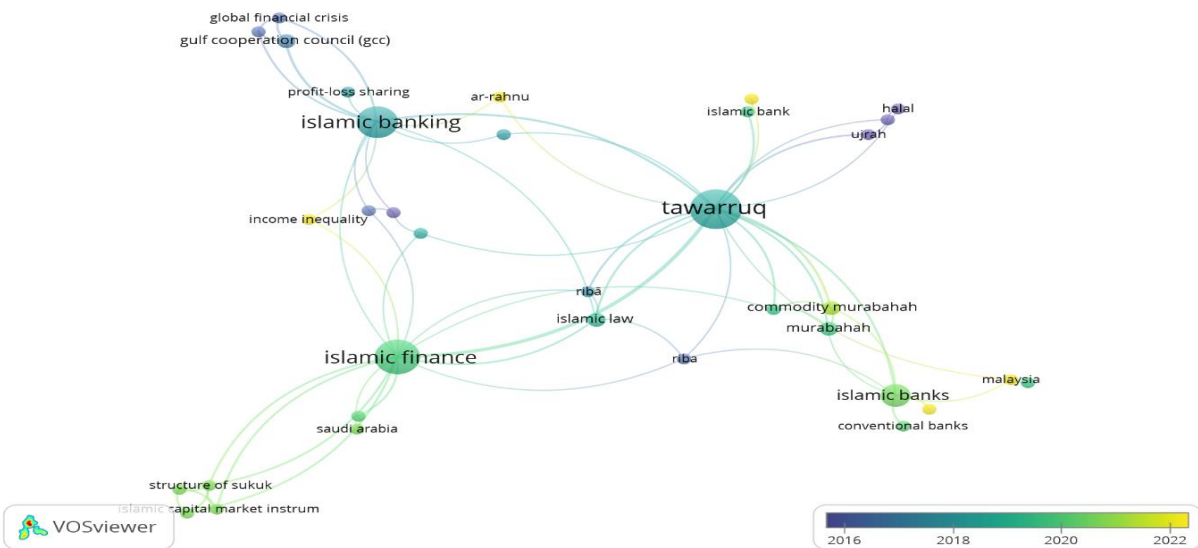 global financial crisis
gulf cooperation council (gcc)
profit-loss sharing
ar-rahnu
islamic bank
halal
islamic banking
ujrah
tawarruq
income inequality
ribā
commodity murabahah
islamic law
murabahah
islamic finance
riba
malaysia
islamic banks
saudi arabia
conventional banks
structure of sukuk
islamic capital market instrum
VOSviewer
2016 2018 2020 2022